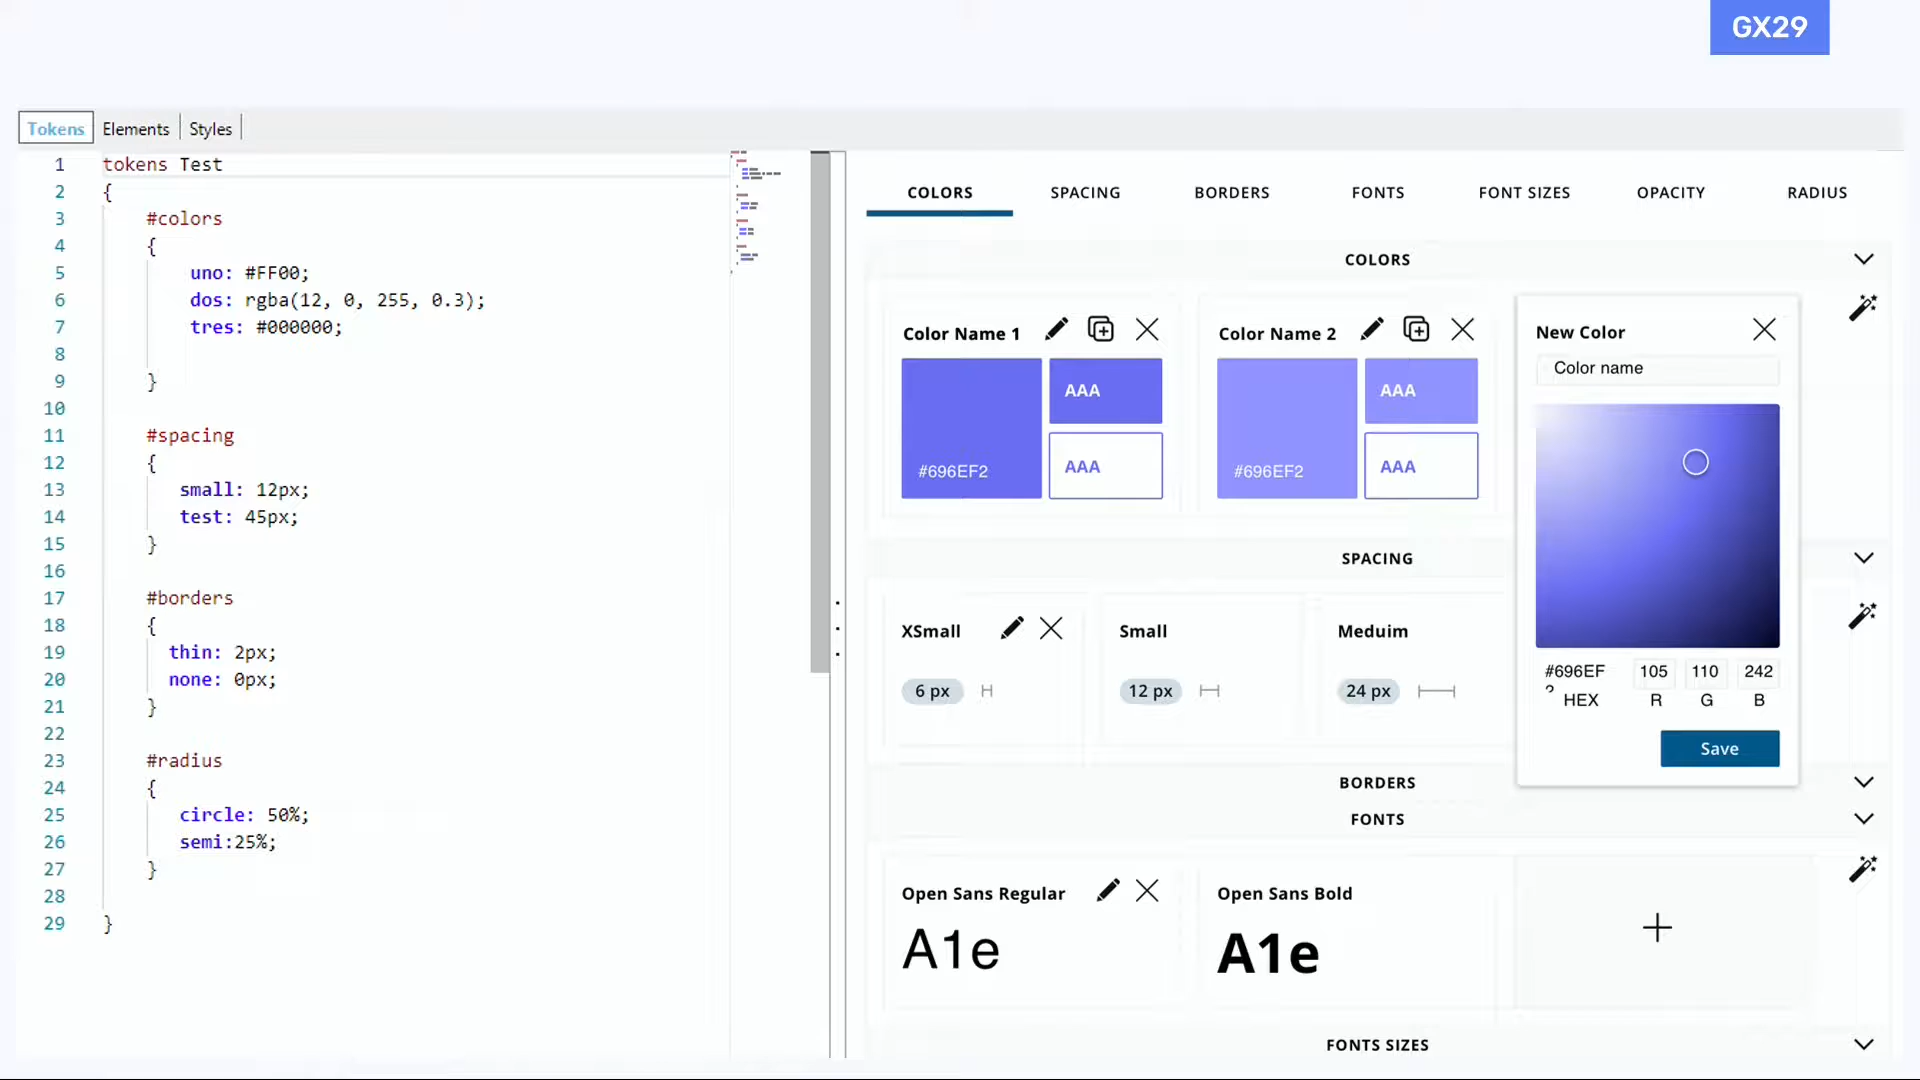 GX29
Tokens Elements Styles
1 tokens Test
2 {
3 #colors
4 {
5 uno: #FF00;
6 dos: rgba(12, 0, 255, 0.3);
7 tres: #000000;
8
9 }
10
11 #spacing
12 {
13 small: 12px;
14 test: 45px;
15 }
16
17 #borders
18 {
19 thin: 2px;
20 none: 0px;
21 }
22
23 #radius
24 {
25 circle: 50%;
26 semi:25%;
27 }
28
29 }
COLORS SPACING BORDERS FONTS FONT SIZES OPACITY RADIUS
COLORS
Color Name 1
AAA
#696EF2
AAA
Color Name 2
AAA
#696EF2
AAA
New Color
Color name
#696EF
2
105 110 242
HEX R G B
Save
SPACING
XSmall
6 px
Small
12 px
Meduim
24 px
BORDERS
FONTS
Open Sans Regular
A1e
Open Sans Bold
A1e
FONTS SIZES